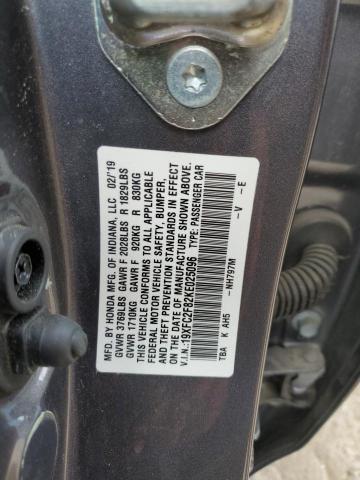 MFD. BY HONDA MFG. OF INDIANA, LLC 02/'19
GVWR 3769LBS GAWR F 2028LBS R 1829LBS
GVWR 1710KG GAWR F 920KG R 830KG
THIS VEHICLE CONFORMS TO ALL APPLICABLE
FEDERAL MOTOR VEHICLE SAFETY, BUMPER,
AND THEFT PREVENTION STANDARDS IN EFFECT
ON THE DATE OF MANUFACTURE SHOWN ABOVE.
V.I.N.:19XFC2F82KE025096 TYPE: PASSENGER CAR
-NH797M -V -E
TBA K AH5